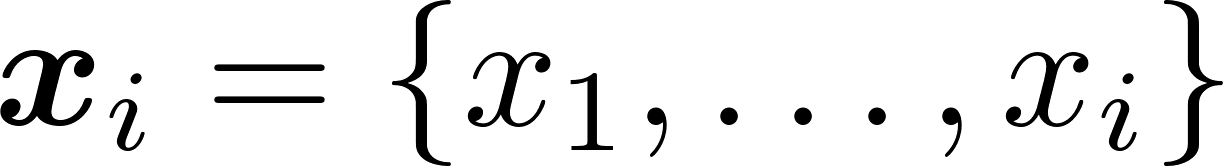 𝒙ᵢ = {x₁, . . . , xᵢ}